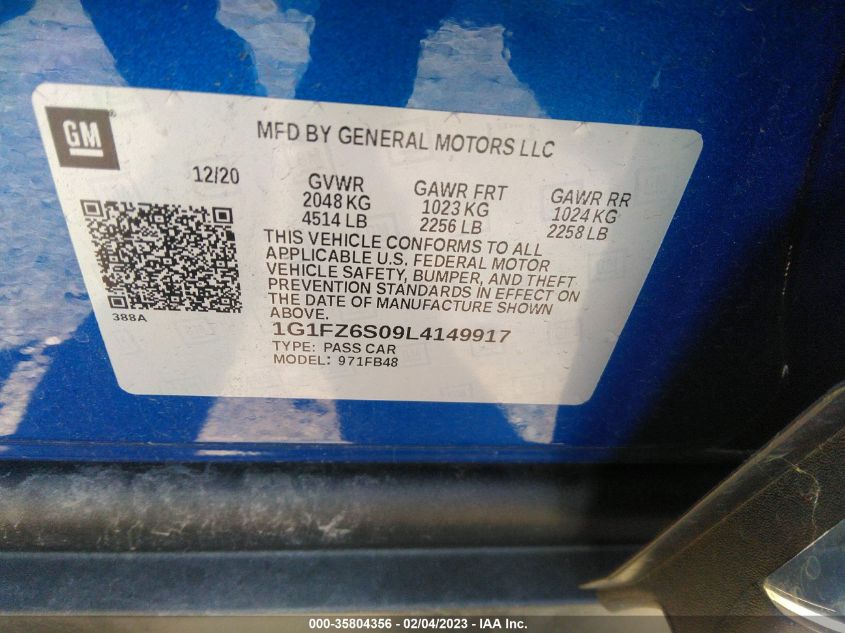 GM
MFD BY GENERAL MOTORS LLC
12/20
GVWR
2048 KG
4514 LB
GAWR FRT
1023 KG
2256 LB
GAWR RR
1024 KG
2258 LB
THIS VEHICLE CONFORMS TO ALL
APPLICABLE U.S. FEDERAL MOTOR
VEHICLE SAFETY, BUMPER, AND THEFT
PREVENTION STANDARDS IN EFFECT ON
THE DATE OF MANUFACTURE SHOWN
ABOVE.
388A
1G1FZ6S09L4149917
TYPE: PASS CAR
MODEL: 971FB48
000-35804356 - 02/04/2023 - IAA Inc.